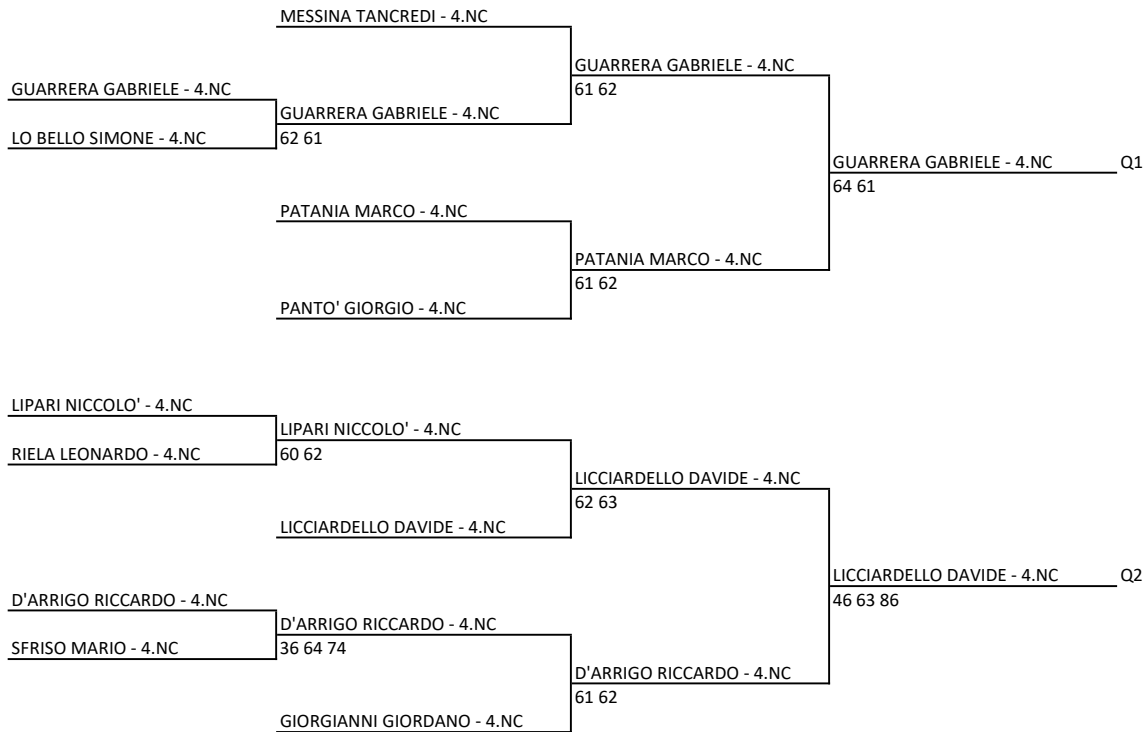 MESSINA TANCREDI - 4.NC
GUARRERA GABRIELE - 4.NC
61 62
GUARRERA GABRIELE - 4.NC
GUARRERA GABRIELE - 4.NC
LO BELLO SIMONE - 4.NC
62 61
GUARRERA GABRIELE - 4.NC Q1
64 61
PATANIA MARCO - 4.NC
PATANIA MARCO - 4.NC
61 62
PANTO' GIORGIO - 4.NC
LIPARI NICCOLO' - 4.NC
LIPARI NICCOLO' - 4.NC
RIELA LEONARDO - 4.NC
60 62
LICCIARDELLO DAVIDE - 4.NC
62 63
LICCIARDELLO DAVIDE - 4.NC
LICCIARDELLO DAVIDE - 4.NC Q2
46 63 86
D'ARRIGO RICCARDO - 4.NC
D'ARRIGO RICCARDO - 4.NC
SFRISO MARIO - 4.NC
36 64 74
D'ARRIGO RICCARDO - 4.NC
61 62
GIORGIANNI GIORDANO - 4.NC